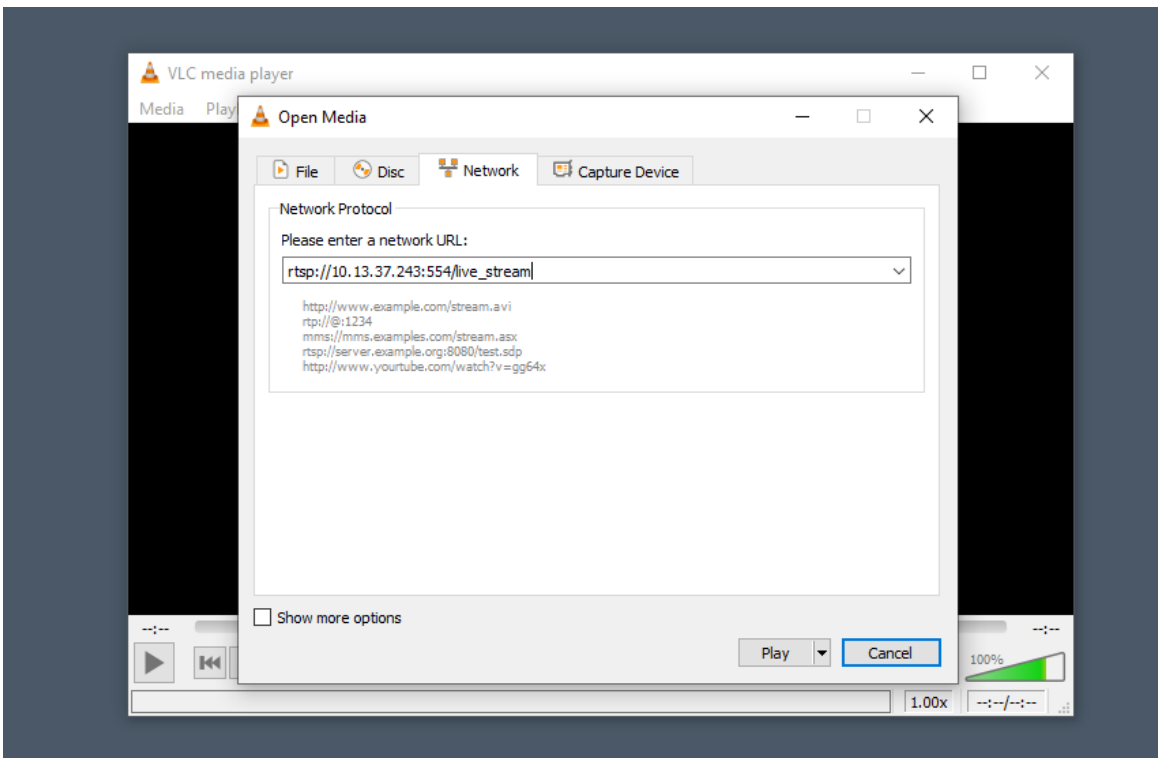 VLC media player
Media Play
Open Media
File Disc Network Capture Device
Network Protocol
Please enter a network URL:
rtsp://10.13.37.243:554/live_stream
http://www.example.com/stream.avi
rtp://@:1234
mms://mms.examples.com/stream.asx
rtsp://server.example.org:8080/test.sdp
http://www.yourtube.com/watch?v=gg64x
Show more options
--:-- --:--
Play Cancel
100%
1.00x --:--/--:--